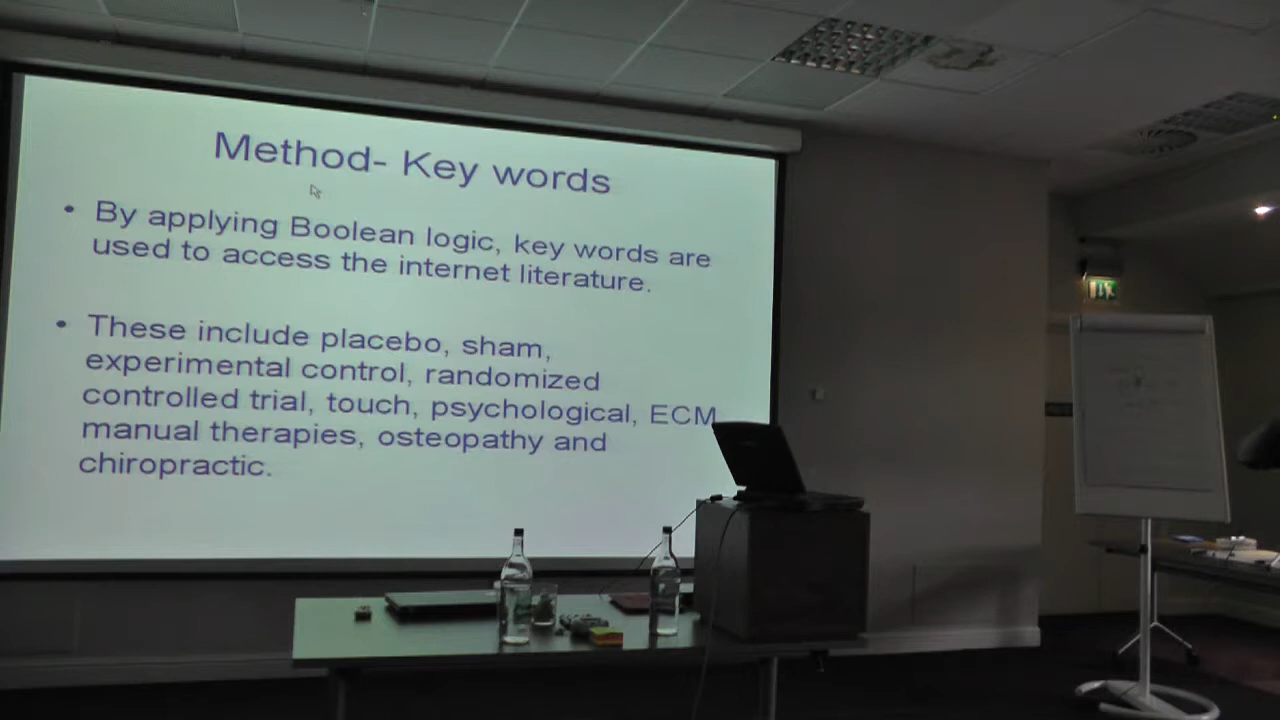 Method- Key words
• By applying Boolean logic, key words are
used to access the internet literature.
• These include placebo, sham,
experimental control, randomized
controlled trial, touch, psychological, ECM
manual therapies, osteopathy and
chiropractic.